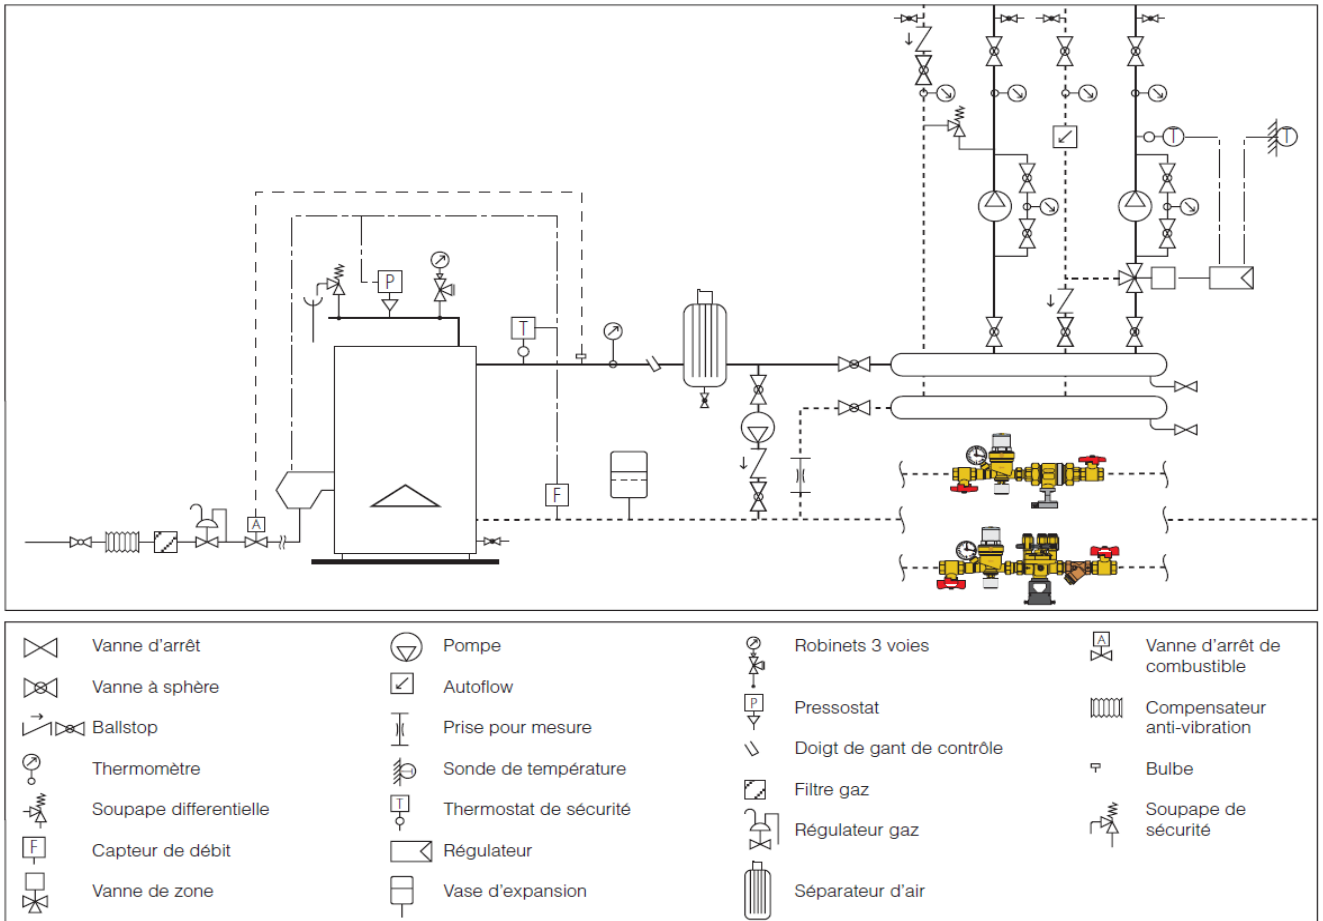 T
T
P
T
F
A
Vanne d'arrêt
Vanne à sphère
Ballstop
Thermomètre
Soupape differentielle
F
Capteur de débit
Vanne de zone
Pompe
Autoflow
Prise pour mesure
Sonde de température
T
Thermostat de sécurité
Régulateur
Vase d'expansion
Robinets 3 voies
P
Pressostat
Doigt de gant de contrôle
Filtre gaz
Régulateur gaz
Séparateur d'air
A
Vanne d'arrêt de
combustible
Compensateur
anti-vibration
Bulbe
Soupape de
sécurité